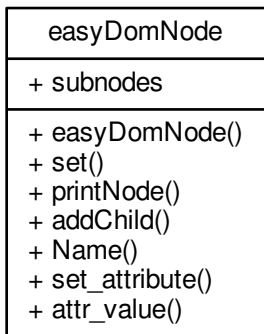 easyDomNode
+ subnodes
+ easyDomNode()
+ set()
+ printNode()
+ addChild()
+ Name()
+ set_attribute()
+ attr_value()